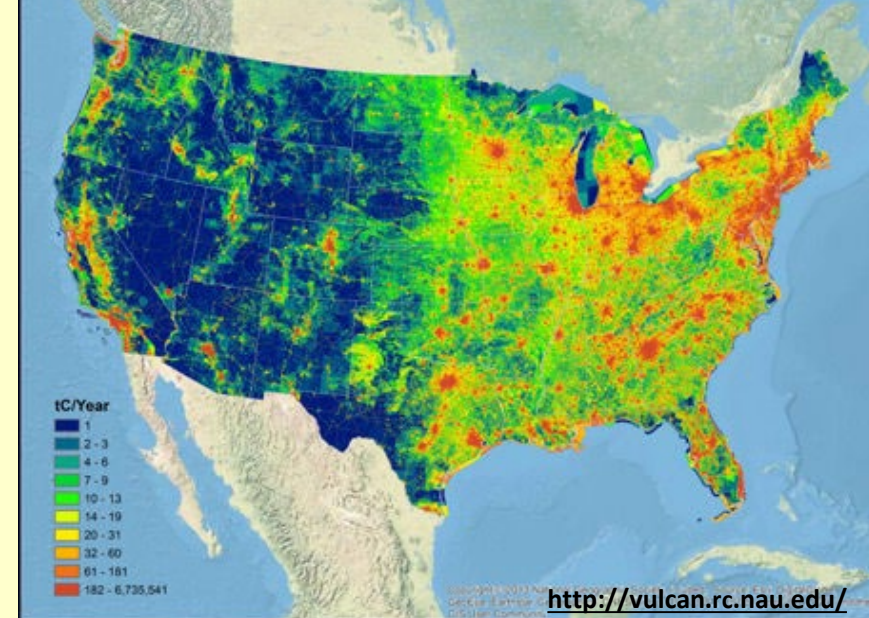 tC/Year
1
2 - 3
4 - 6
7 - 9
10 - 13
14 - 19
20 - 31
32 - 60
61 - 181
182 - 6,735,541
http://vulcan.rc.nau.edu/